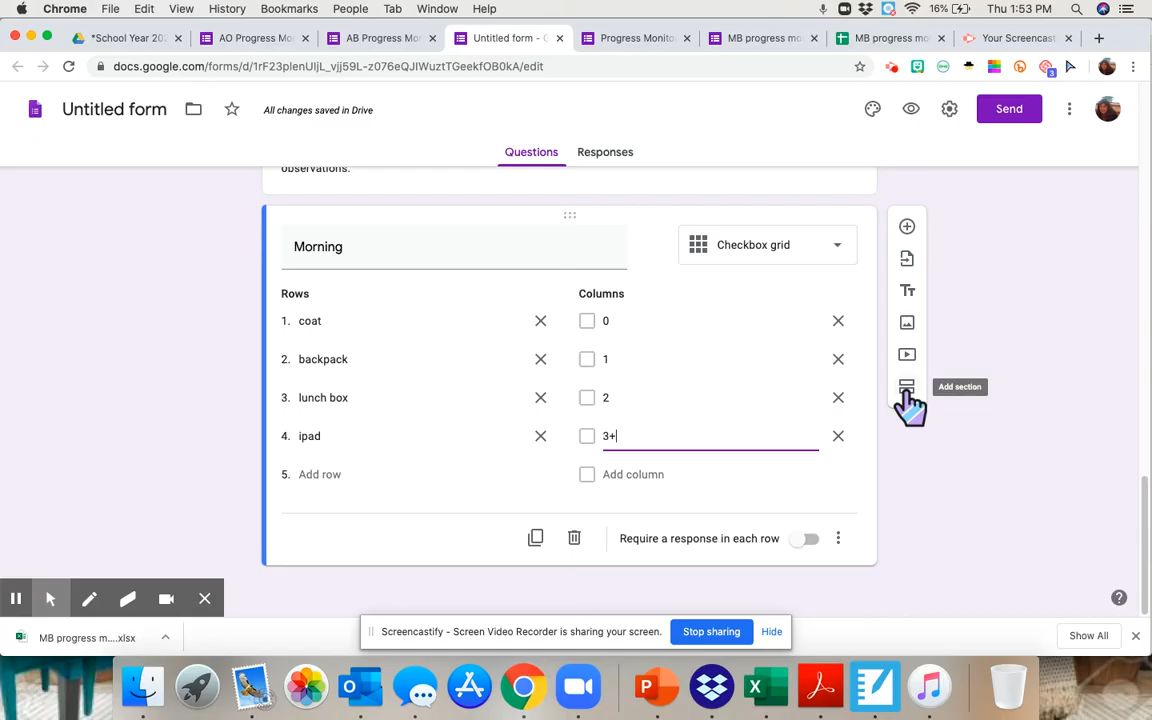 Chrome File Edit View History Bookmarks People Tab Window Help 16% Thu 1:53 PM
*School Year 202 AO Progress Mon AB Progress Mon Untitled form - G Progress Monitor MB progress mo MB progress mo Your Screencast
docs.google.com/forms/d/1rF23plenUIjL_vjj59L-z076eQJIWuztTGeekfOB0kA/edit
3
Untitled form All changes saved in Drive Send
Questions Responses
observations.
Morning Checkbox grid
Rows Columns
1. coat 0
2. backpack 1
3. lunch box 2
Add section
4. ipad 3+
5. Add row Add column
Require a response in each row
Screencastify - Screen Video Recorder is sharing your screen. Stop sharing Hide
MB progress m....xlsx Show All